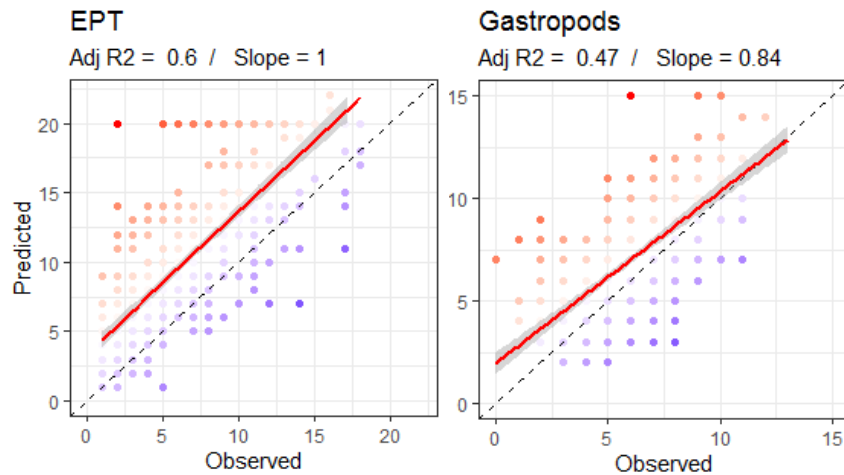 EPT
Adj R2 = 0.6 / Slope = 1
20
15
10
5
0
Predicted
0 5 10 15 20
Observed
Gastropods
Adj R2 = 0.47 / Slope = 0.84
15
10
5
0
0 5 10 15
Observed